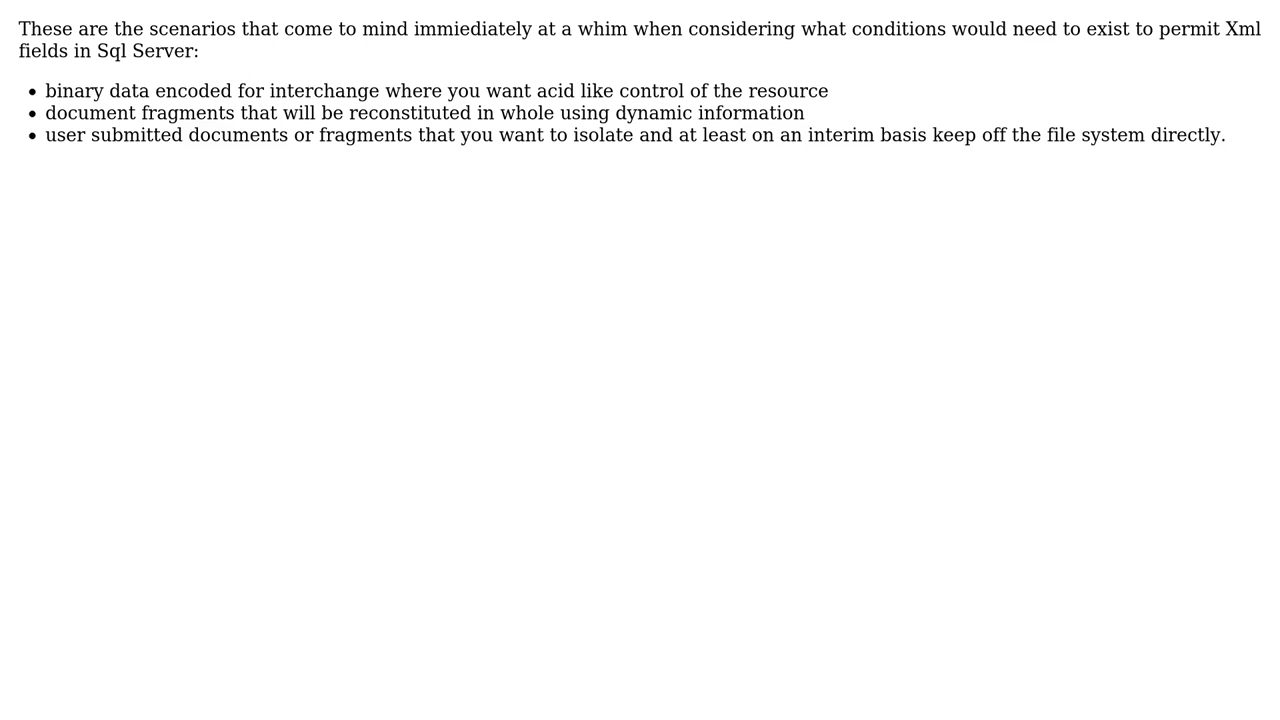 These are the scenarios that come to mind immiediately at a whim when considering what conditions would need to exist to permit Xml
fields in Sql Server:
• binary data encoded for interchange where you want acid like control of the resource
• document fragments that will be reconstituted in whole using dynamic information
• user submitted documents or fragments that you want to isolate and at least on an interim basis keep off the file system directly.